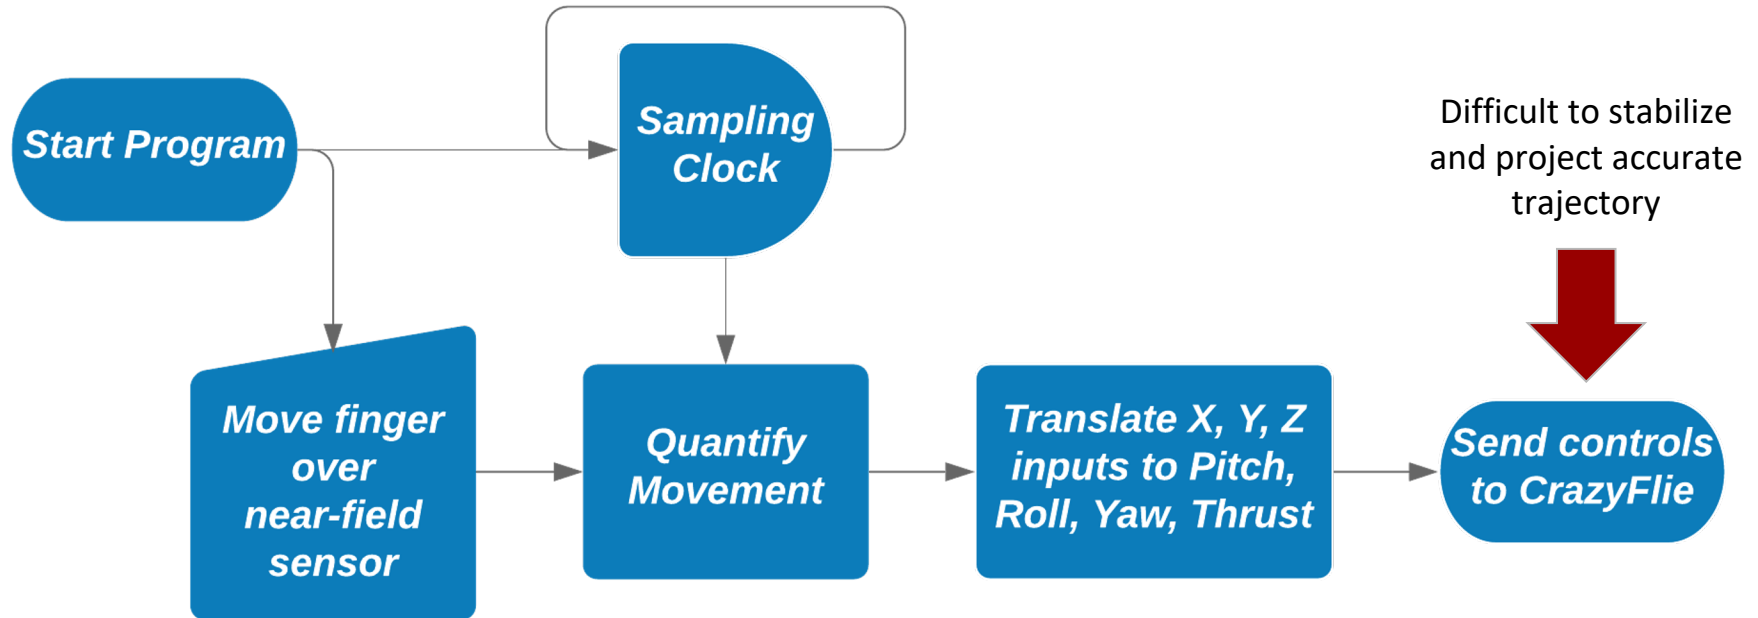 Start Program
Sampling
Clock
Difficult to stabilize
and project accurate
trajectory
Move finger
over
near-field
sensor
Quantify
Movement
Translate X, Y, Z
inputs to Pitch,
Roll, Yaw, Thrust
Send controls
to CrazyFlie